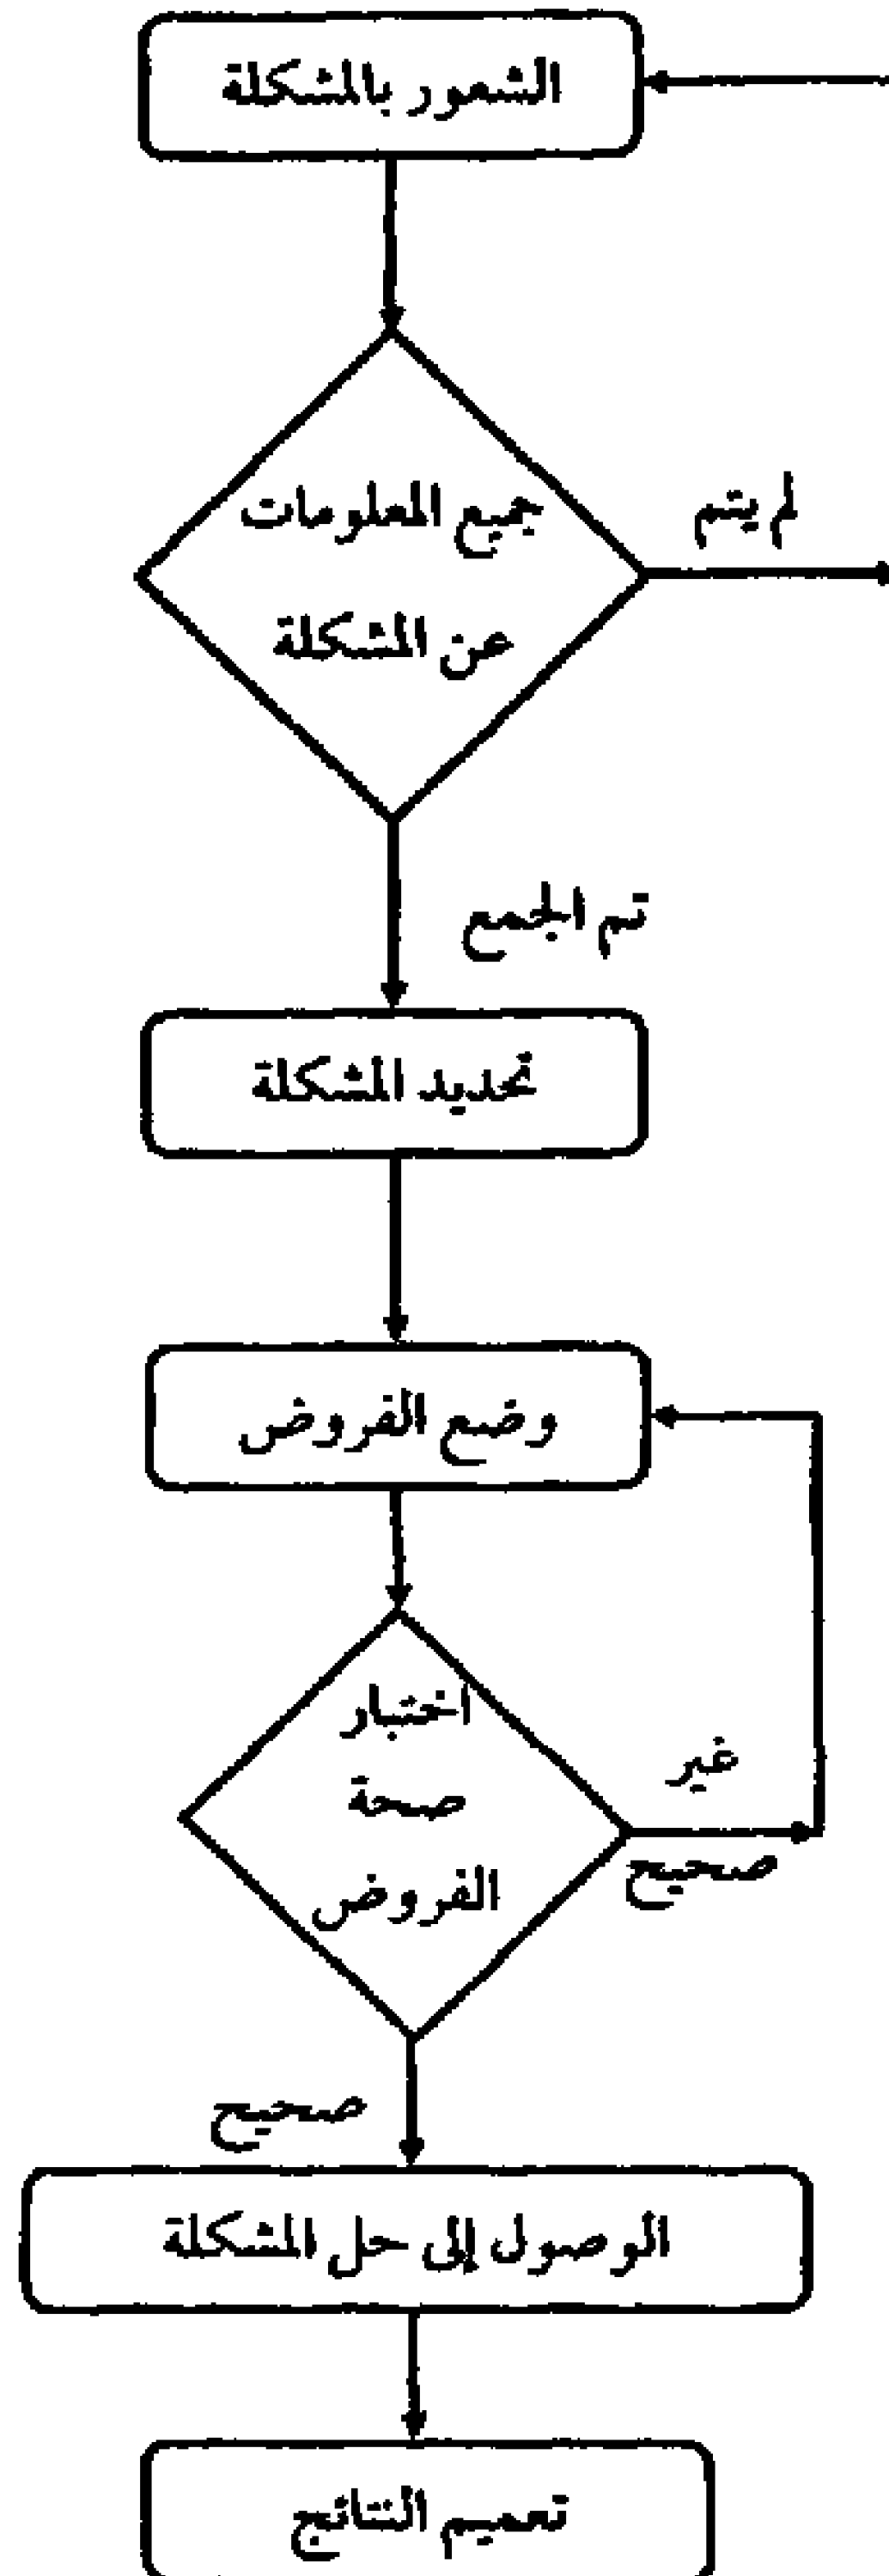 الشعور بالمشكلة
جميع المعلومات
عن المشكلة
لم يتم
تم الجمع
تحديد المشكلة
وضع الفروض
اختبار
صحة
الفروض
غير
صحيح
صحيح
الوصول إلى حل المشكلة
تعميم النتائج